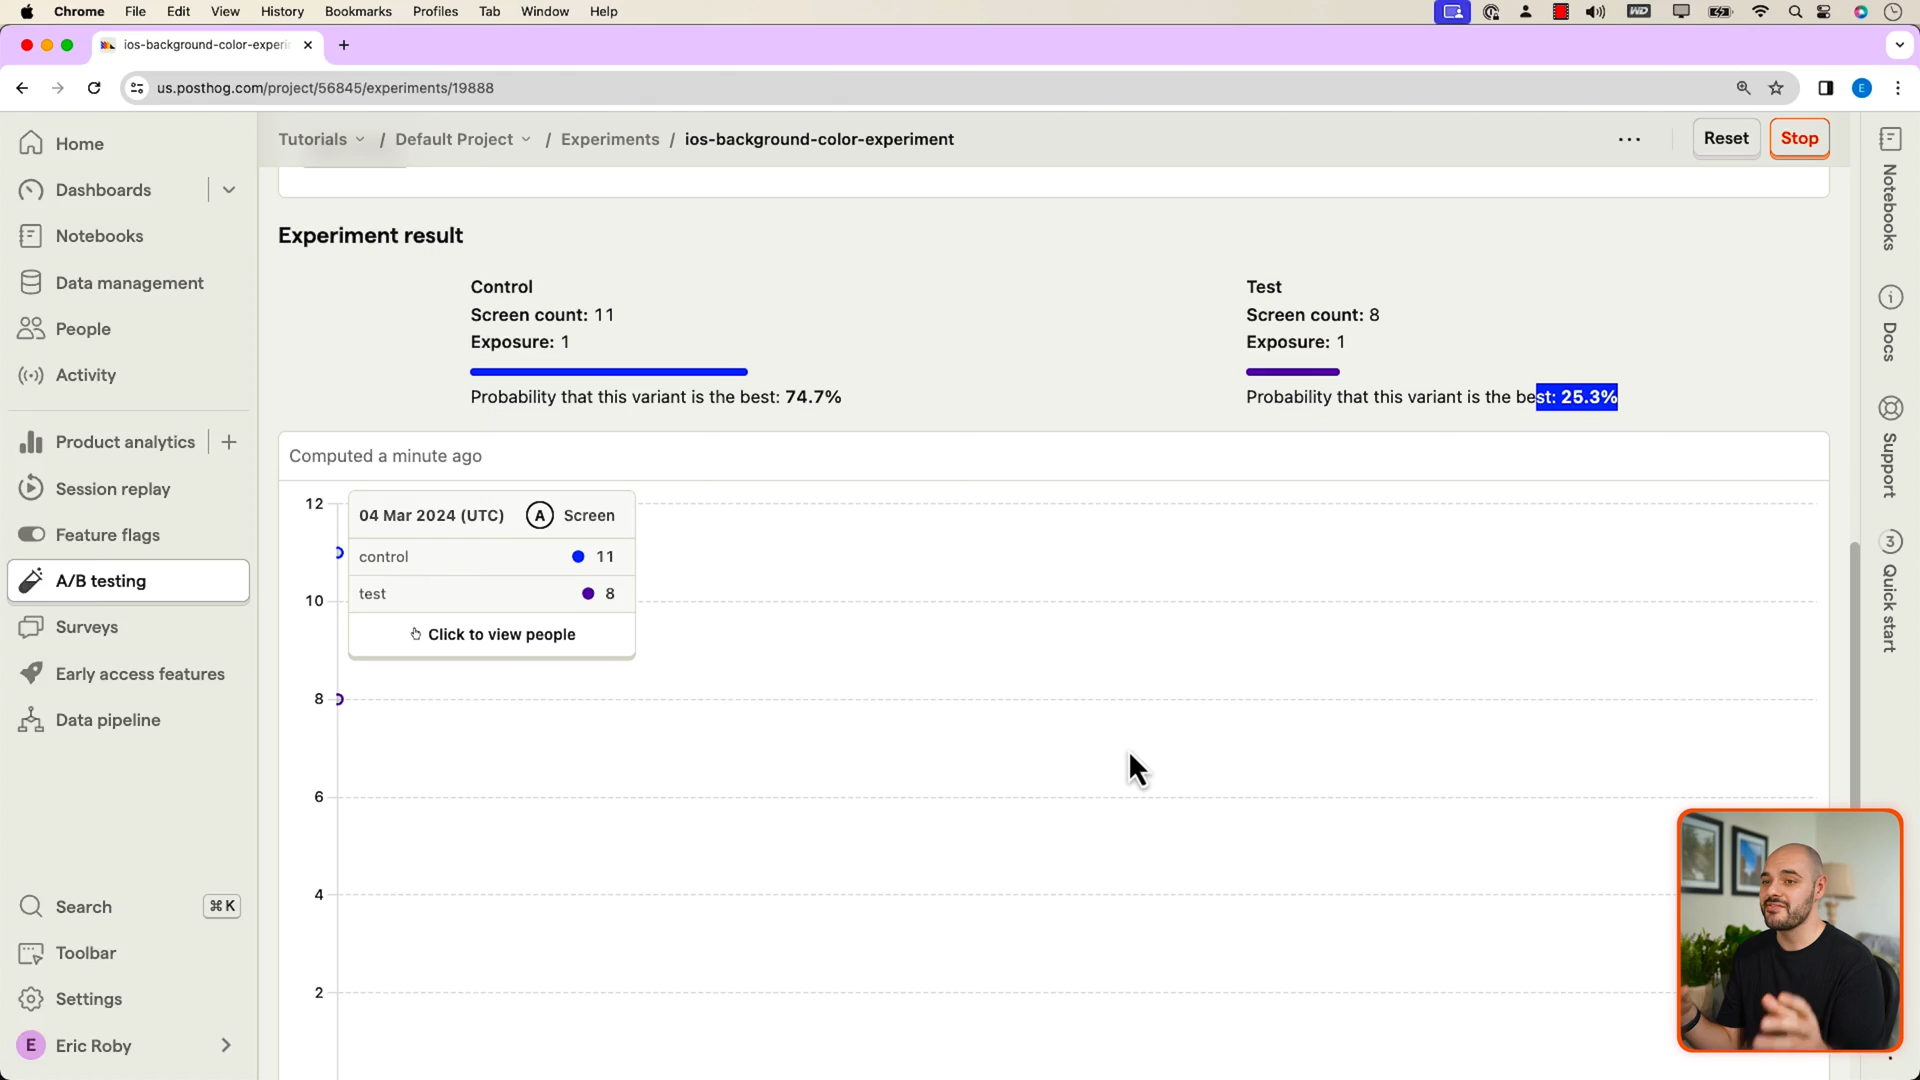 Chrome File Edit View History Bookmarks Profiles Tab Window Help
WD
ios-background-color-experi
us.posthog.com/project/56845/experiments/19888
E
Home
Dashboards
Notebooks
Data management
People
Activity
Product analytics
Session replay
Feature flags
A/B testing
Surveys
Early access features
Data pipeline
Search ⌘ K
Toolbar
Settings
E Eric Roby
Tutorials / Default Project / Experiments / ios-background-color-experiment
Reset
Stop
Experiment result
Control
Screen count: 11
Exposure: 1
Probability that this variant is the best: 74.7%
Test
Screen count: 8
Exposure: 1
Probability that this variant is the best: 25.3%
Computed a minute ago
12
10
8
6
4
2
04 Mar 2024 (UTC) A Screen
control 11
test 8
Click to view people
Notebooks
Docs
Support
3
Quick start